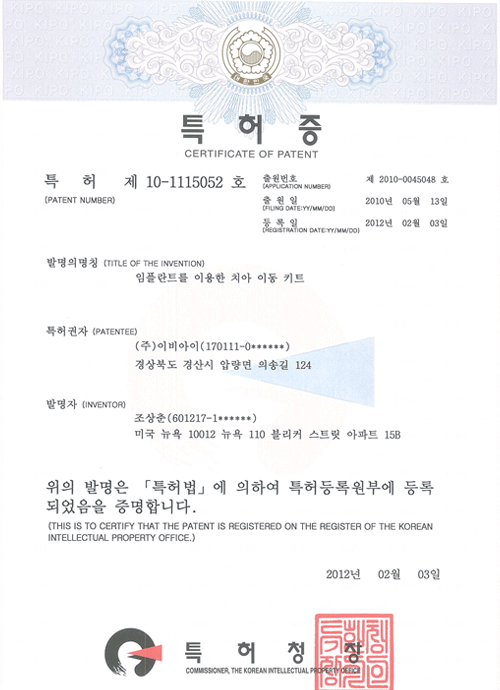 KIPO KIPO KIPO KIPO
대한민국
특허증
CERTIFICATE OF PATENT
특 허 제 10-1115052 호
(PATENT NUMBER)
출원번호 제 2010-0045048 호
(APPLICATION NUMBER)
출 원 일 2010년 05월 13일
(FILING DATE:YY/MM/DD)
등 록 일 2012년 02월 03일
(REGISTRATION DATE:YY/MM/DD)
발명의명칭 (TITLE OF THE INVENTION)
임플란트를 이용한 치아 이동 키트
특허권자 (PATENTEE)
(주)이비아이(170111-0******)
경상북도 경산시 압량면 의송길 124
발명자 (INVENTOR)
조상춘(601217-1******)
미국 뉴욕 10012 뉴욕 110 블리커 스트릿 아파트 15B
위의 발명은 「특허법」에 의하여 특허등록원부에 등록
되었음을 증명합니다.
(THIS IS TO CERTIFY THAT THE PATENT IS REGISTERED ON THE REGISTER OF THE KOREAN
INTELLECTUAL PROPERTY OFFICE.)
2012년 02월 03일
특 허 청 장
COMMISSIONER, THE KOREAN INTELLECTUAL PROPERTY OFFICE